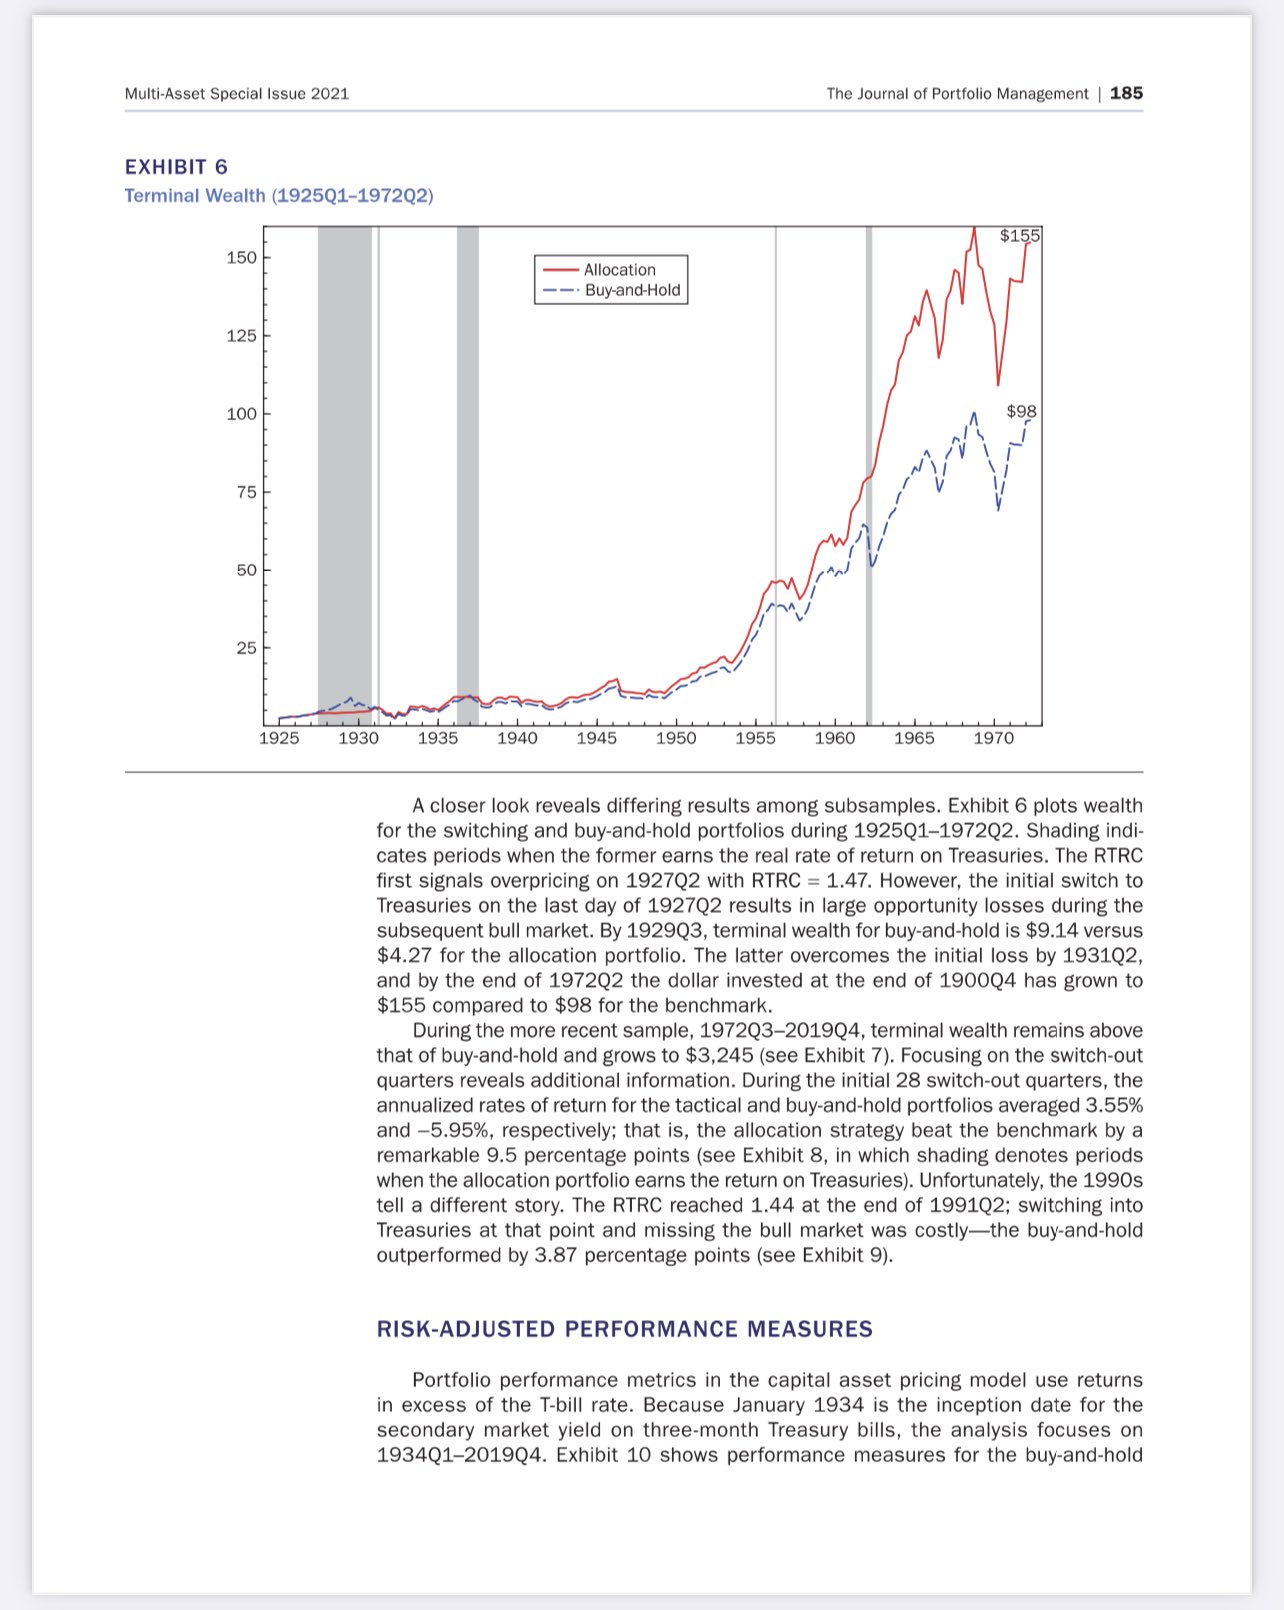 Multi-Asset Special Issue 2021
The Journal of Portfolio Management | 185
EXHIBIT 6
Terminal Wealth (1925Q1–1972Q2)
150
125
100
75
50
25
Allocation
Buy-and-Hold
$155
$98
1925 1930 1935 1940 1945 1950 1955 1960 1965 1970
A closer look reveals differing results among subsamples. Exhibit 6 plots wealth
for the switching and buy-and-hold portfolios during 1925Q1–1972Q2. Shading indi-
cates periods when the former earns the real rate of return on Treasuries. The RTRC
first signals overpricing on 1927Q2 with RTRC = 1.47. However, the initial switch to
Treasuries on the last day of 1927Q2 results in large opportunity losses during the
subsequent bull market. By 1929Q3, terminal wealth for buy-and-hold is $9.14 versus
$4.27 for the allocation portfolio. The latter overcomes the initial loss by 1931Q2,
and by the end of 1972Q2 the dollar invested at the end of 1900Q4 has grown to
$155 compared to $98 for the benchmark.
During the more recent sample, 1972Q3–2019Q4, terminal wealth remains above
that of buy-and-hold and grows to $3,245 (see Exhibit 7). Focusing on the switch-out
quarters reveals additional information. During the initial 28 switch-out quarters, the
annualized rates of return for the tactical and buy-and-hold portfolios averaged 3.55%
and –5.95%, respectively; that is, the allocation strategy beat the benchmark by a
remarkable 9.5 percentage points (see Exhibit 8, in which shading denotes periods
when the allocation portfolio earns the return on Treasuries). Unfortunately, the 1990s
tell a different story. The RTRC reached 1.44 at the end of 1991Q2; switching into
Treasuries at that point and missing the bull market was costly—the buy-and-hold
outperformed by 3.87 percentage points (see Exhibit 9).
RISK-ADJUSTED PERFORMANCE MEASURES
Portfolio performance metrics in the capital asset pricing model use returns
in excess of the T-bill rate. Because January 1934 is the inception date for the
secondary market yield on three-month Treasury bills, the analysis focuses on
1934Q1–2019Q4. Exhibit 10 shows performance measures for the buy-and-hold